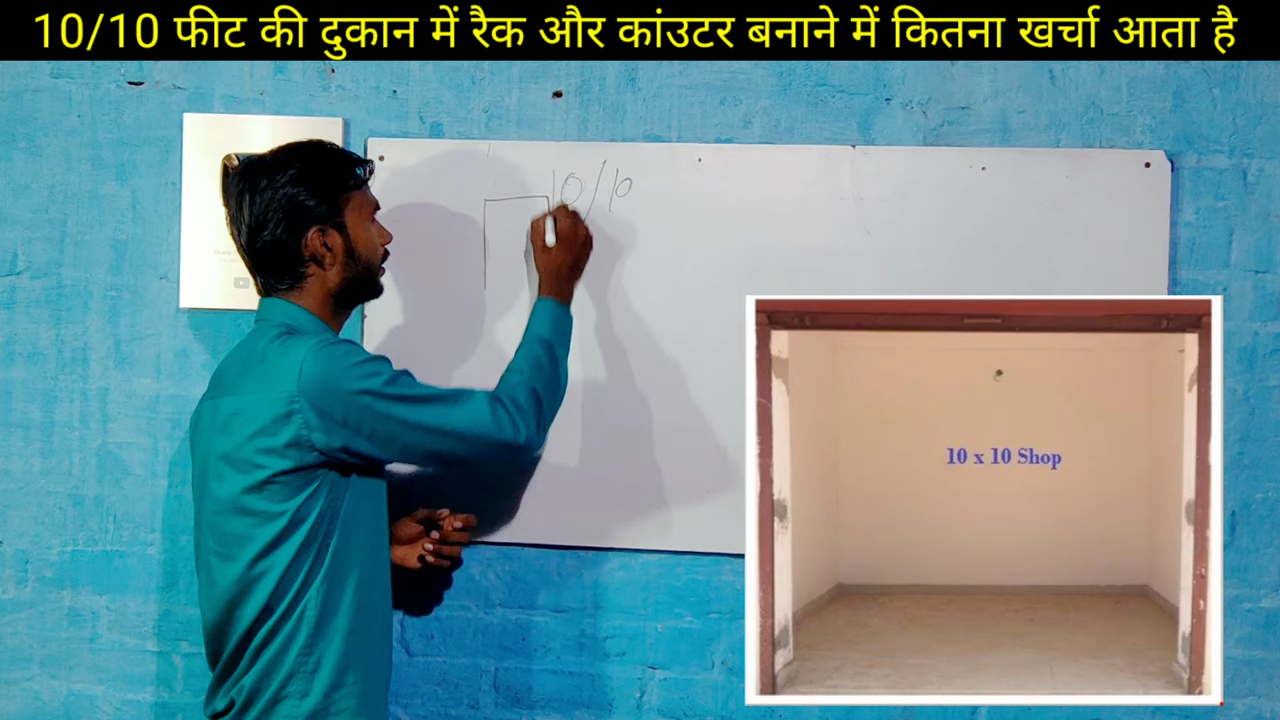 10/10 फीट की दुकान में रैक और कांउटर बनाने में कितना खर्चा आता है
10/10
10 x 10 Shop